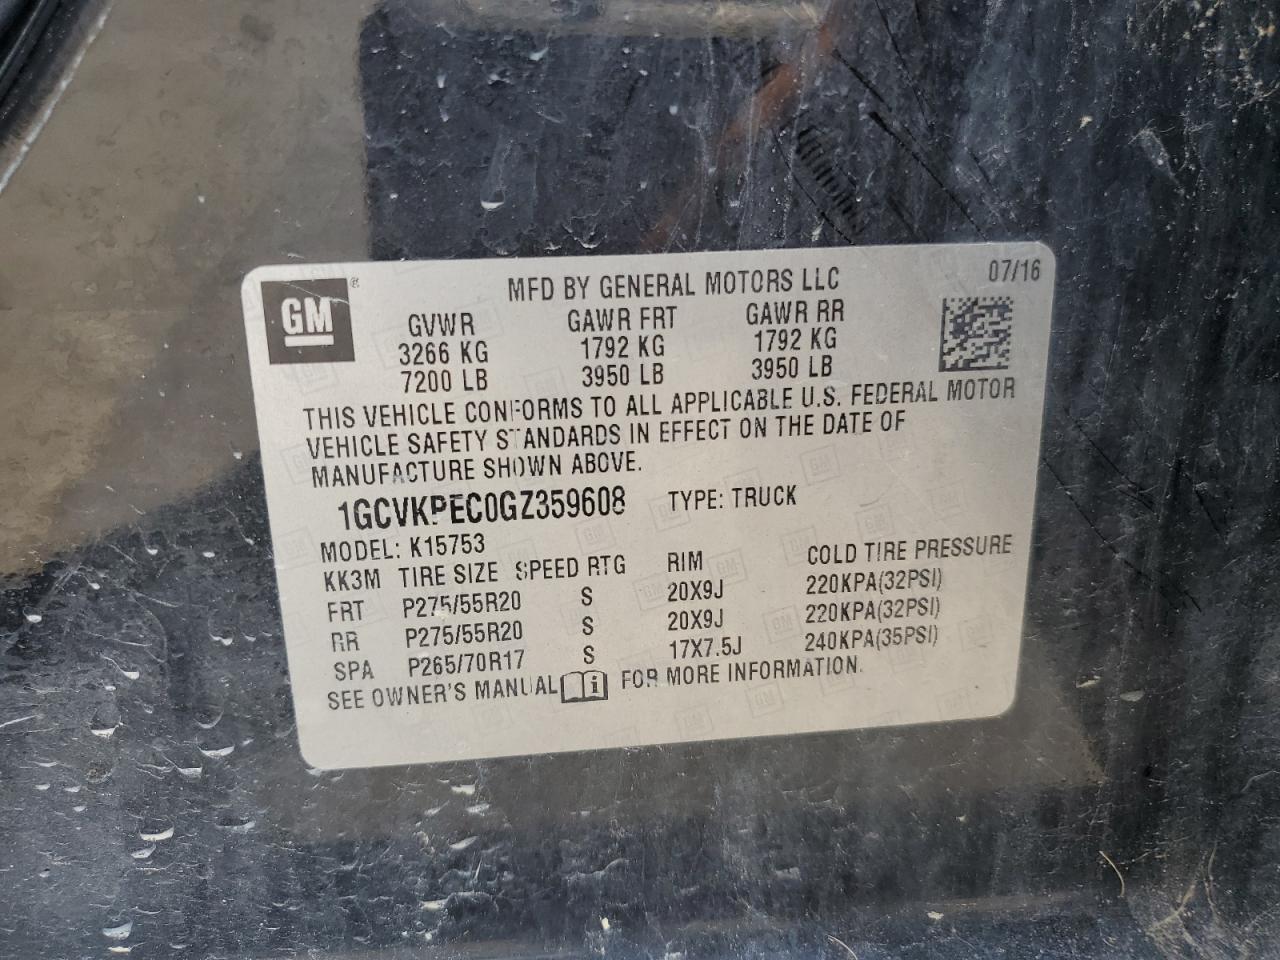 GM® MFD BY GENERAL MOTORS LLC 07/16
GVWR GAWR FRT GAWR RR
3266 KG 1792 KG 1792 KG
7200 LB 3950 LB 3950 LB
THIS VEHICLE CONFORMS TO ALL APPLICABLE U.S. FEDERAL MOTOR
VEHICLE SAFETY STANDARDS IN EFFECT ON THE DATE OF
MANUFACTURE SHOWN ABOVE.
1GCVKPEC0GZ359608 TYPE: TRUCK
MODEL: K15753
KK3M TIRE SIZE SPEED RTG RIM COLD TIRE PRESSURE
FRT P275/55R20 S 20X9J 220KPA(32PSI)
RR P275/55R20 S 20X9J 220KPA(32PSI)
SPA P265/70R17 S 17X7.5J 240KPA(35PSI)
SEE OWNER'S MANUAL i FOR MORE INFORMATION.